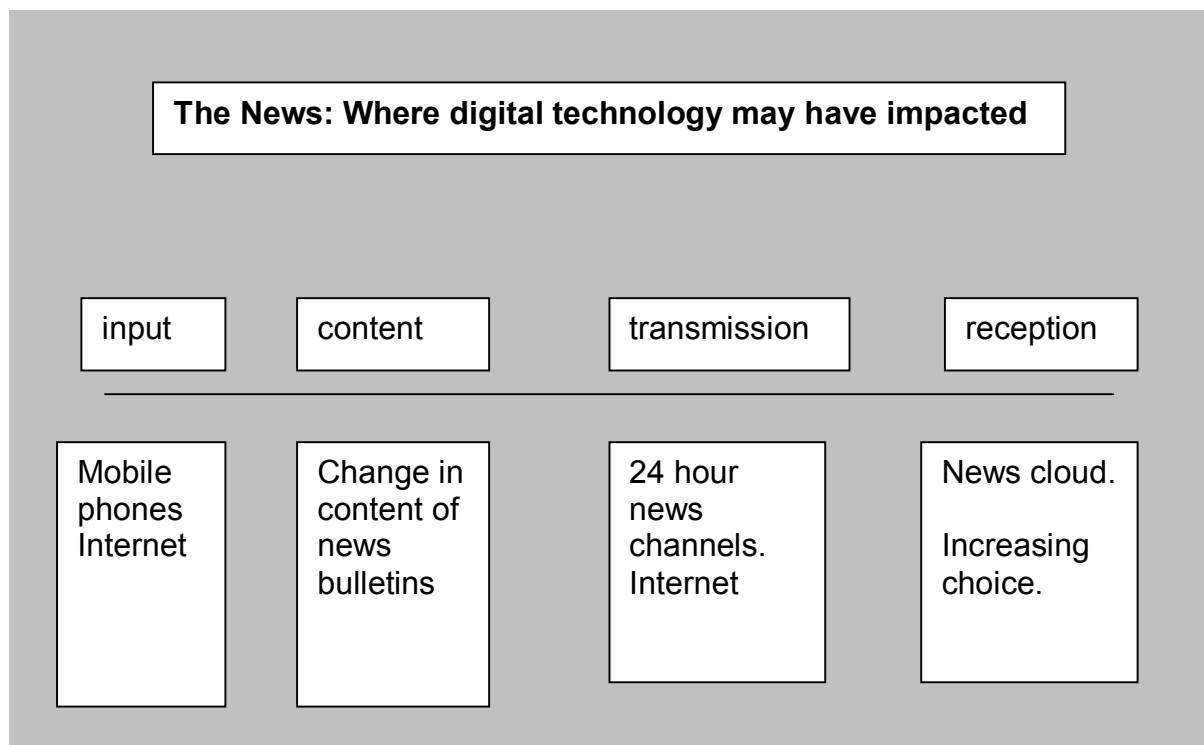 The News: Where digital technology may have impacted
input
content
transmission
reception
Mobile
phones
Internet
Change in
content of
news
bulletins
24 hour
news
channels.
Internet
News cloud.
Increasing
choice.